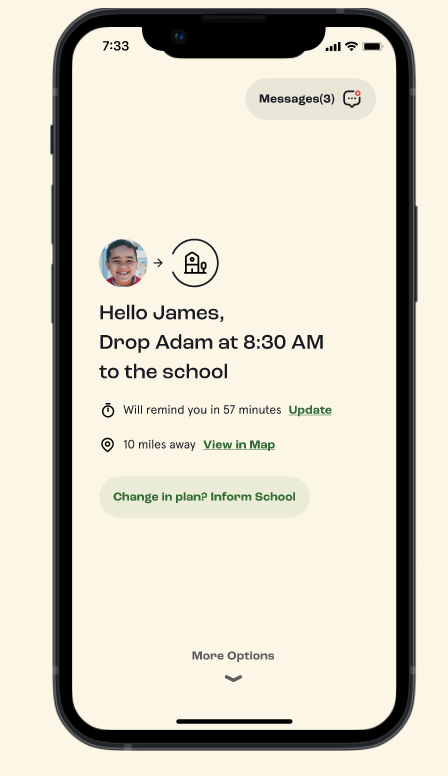 7:33
Messages(3)
Hello James,
Drop Adam at 8:30 AM
to the school
Will remind you in 57 minutes Update
10 miles away View in Map
Change in plan? Inform School
More Options